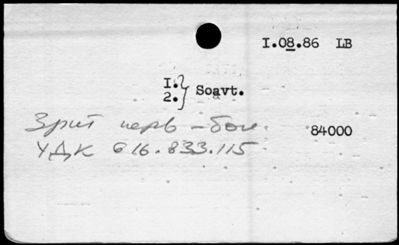 I.08.86 LB
I.
2. } Soavt.
Зрит нерв - бол.
84000
УДК 616.833.115